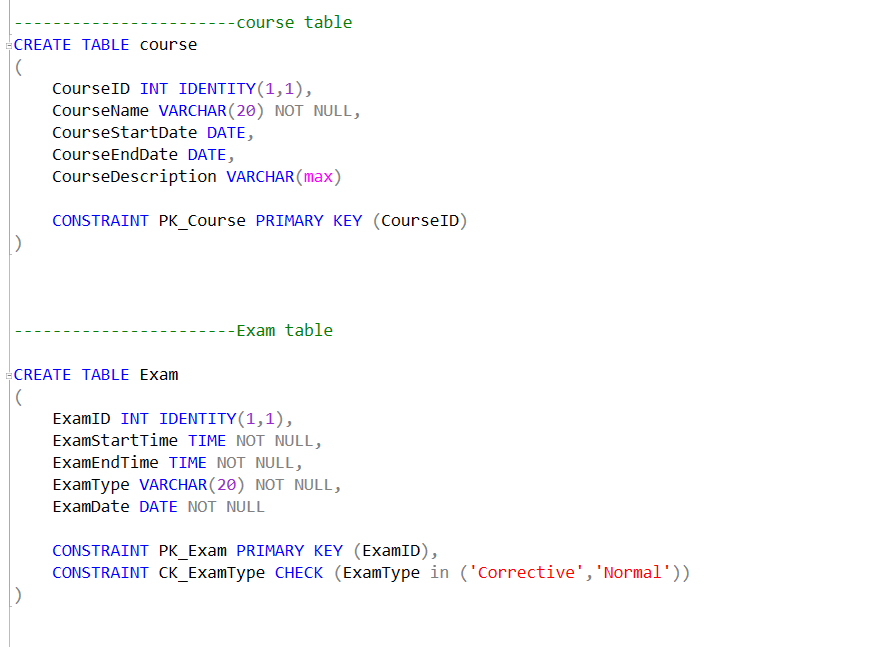 -----------------------course table
CREATE TABLE course
(
    CourseID INT IDENTITY(1,1),
    CourseName VARCHAR(20) NOT NULL,
    CourseStartDate DATE,
    CourseEndDate DATE,
    CourseDescription VARCHAR(max)

    CONSTRAINT PK_Course PRIMARY KEY (CourseID)
)

-----------------------Exam table

CREATE TABLE Exam
(
    ExamID INT IDENTITY(1,1),
    ExamStartTime TIME NOT NULL,
    ExamEndTime TIME NOT NULL,
    ExamType VARCHAR(20) NOT NULL,
    ExamDate DATE NOT NULL

    CONSTRAINT PK_Exam PRIMARY KEY (ExamID),
    CONSTRAINT CK_ExamType CHECK (ExamType in ('Corrective','Normal'))
)